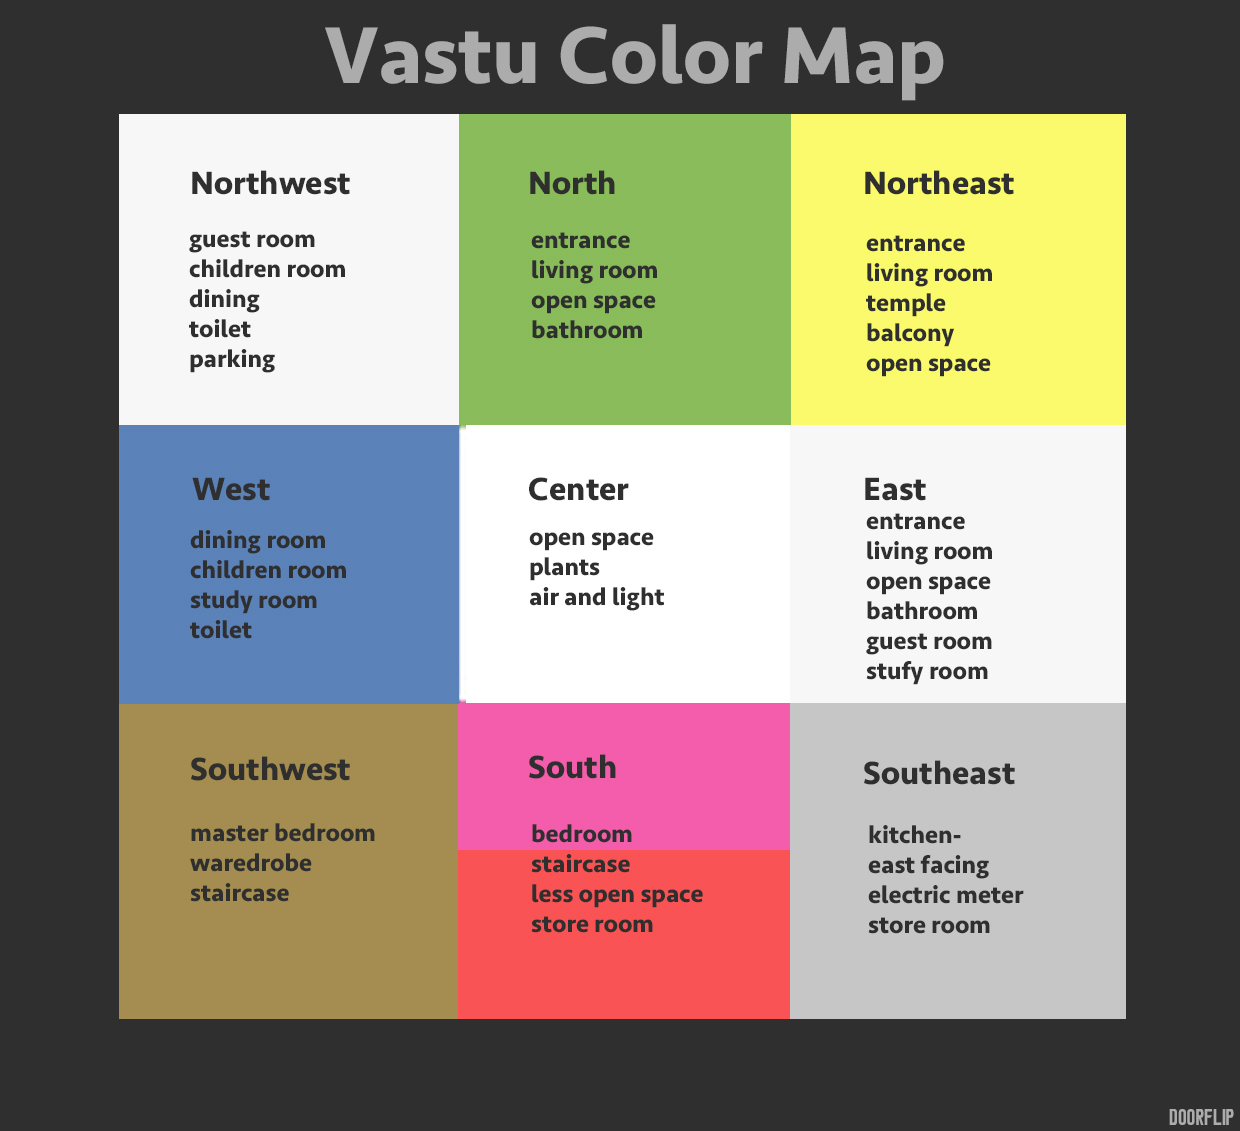 Vastu Color Map
Northwest
guest room
children room
dining
toilet
parking
North
entrance
living room
open space
bathroom
Northeast
entrance
living room
temple
balcony
open space
West
dining room
children room
study room
toilet
Center
open space
plants
air and light
East
entrance
living room
open space
bathroom
guest room
stufy room
Southwest
master bedroom
waredrobe
staircase
South
bedroom
staircase
less open space
store room
Southeast
kitchen-
east facing
electric meter
store room
DOORFLIP